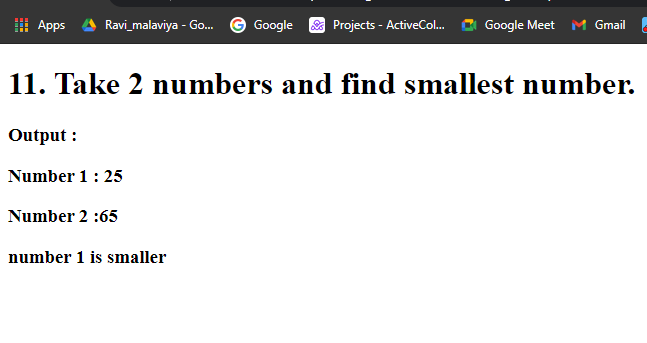 Apps Ravi_malaviya - Go... Google Projects - ActiveCol... Google Meet Gmail
11. Take 2 numbers and find smallest number.
Output :
Number 1 : 25
Number 2 :65
number 1 is smaller